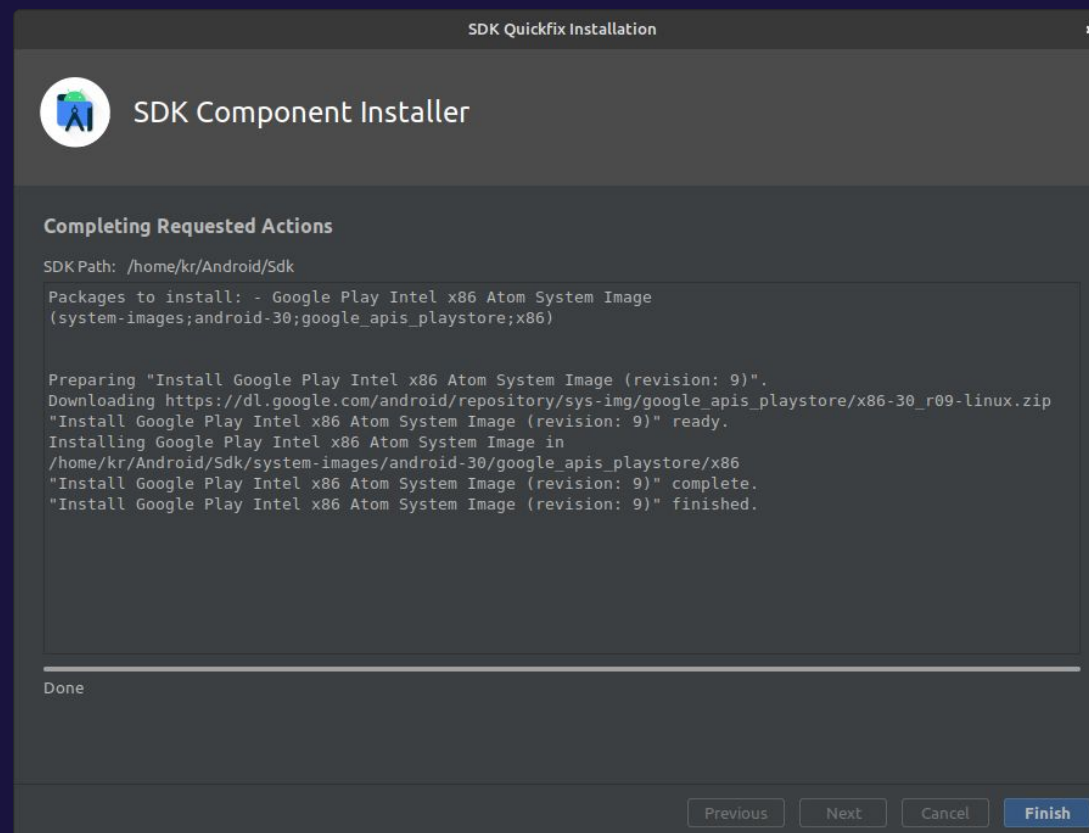 SDK Quickfix Installation
SDK Component Installer
Completing Requested Actions
SDK Path: /home/kr/Android/Sdk
Packages to install: - Google Play Intel x86 Atom System Image
(system-images;android-30;google_apis_playstore;x86)
Preparing "Install Google Play Intel x86 Atom System Image (revision: 9)".
Downloading https://dl.google.com/android/repository/sys-img/google_apis_playstore/x86-30_r09-linux.zip
"Install Google Play Intel x86 Atom System Image (revision: 9)" ready.
Installing Google Play Intel x86 Atom System Image in
/home/kr/Android/Sdk/system-images/android-30/google_apis_playstore/x86
"Install Google Play Intel x86 Atom System Image (revision: 9)" complete.
"Install Google Play Intel x86 Atom System Image (revision: 9)" finished.
Done
Previous Next Cancel Finish